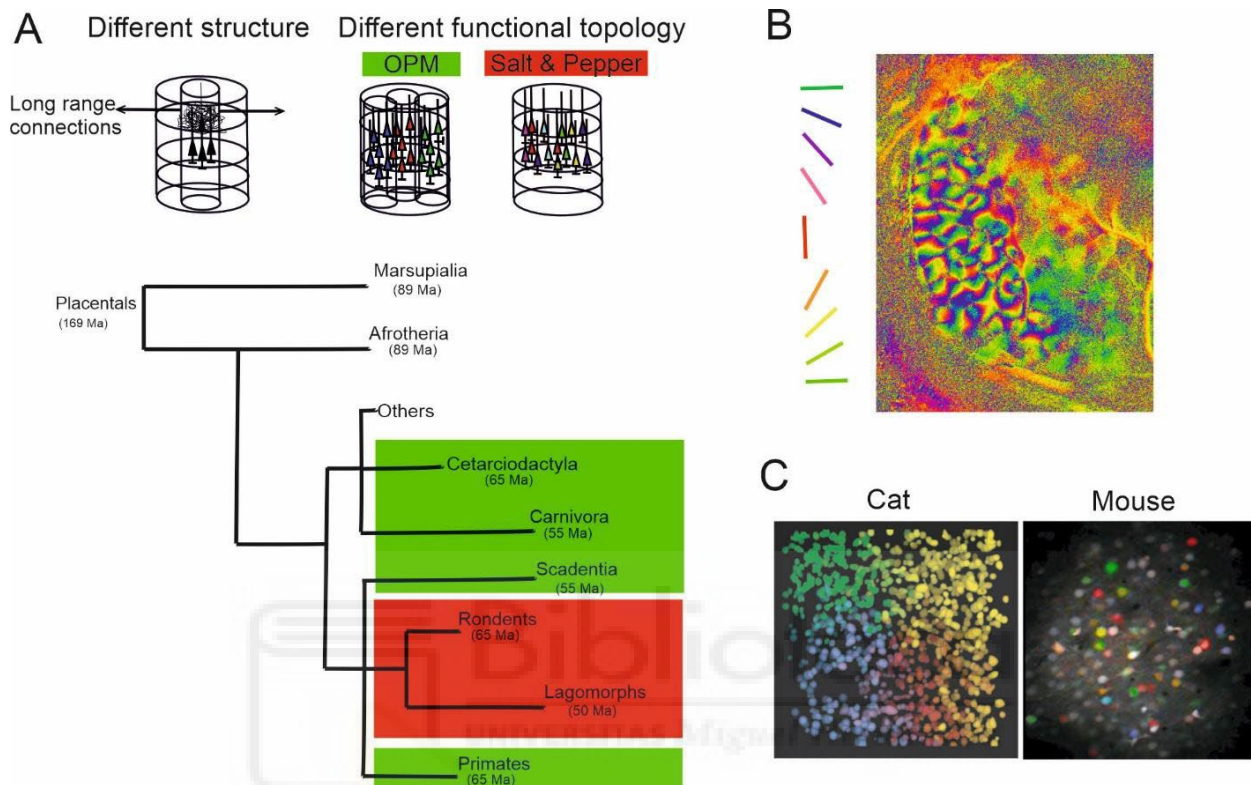 A
Different structure
Different functional topology
OPM
Salt & Pepper
Long range
connections
Marsupialia
(89 Ma)
Placentals
(169 Ma)
Afrotheria
(89 Ma)
Others
Cetarciodactyla
(65 Ma)
Carnivora
(55 Ma)
Scadentia
(55 Ma)
Rondents
(65 Ma)
Lagomorphs
(50 Ma)
Primates
(65 Ma)
B
C
Cat
Mouse
UNIVERSITAS Miguel